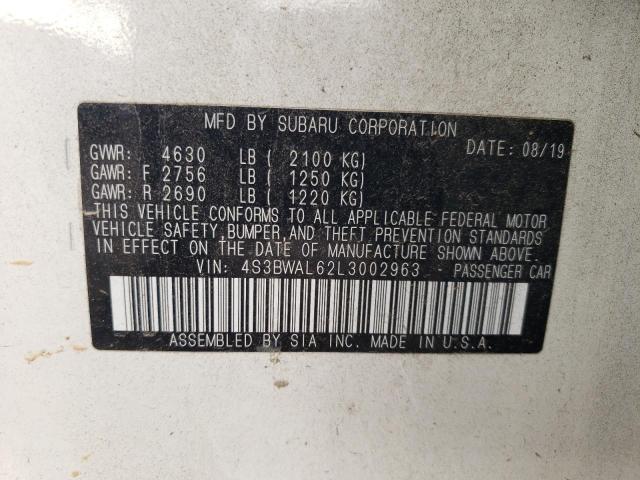 MFD BY SUBARU CORPORATION
DATE: 08/19
GVWR: 4630 LB ( 2100 KG)
GAWR: F 2756 LB ( 1250 KG)
GAWR: R 2690 LB ( 1220 KG)
THIS VEHICLE CONFORMS TO ALL APPLICABLE FEDERAL MOTOR
VEHICLE SAFETY, BUMPER, AND THEFT PREVENTION STANDARDS
IN EFFECT ON THE DATE OF MANUFACTURE SHOWN ABOVE.
VIN: 4S3BWAL62L3002963 - PASSENGER CAR
ASSEMBLED BY SIA INC. MADE IN U.S.A.